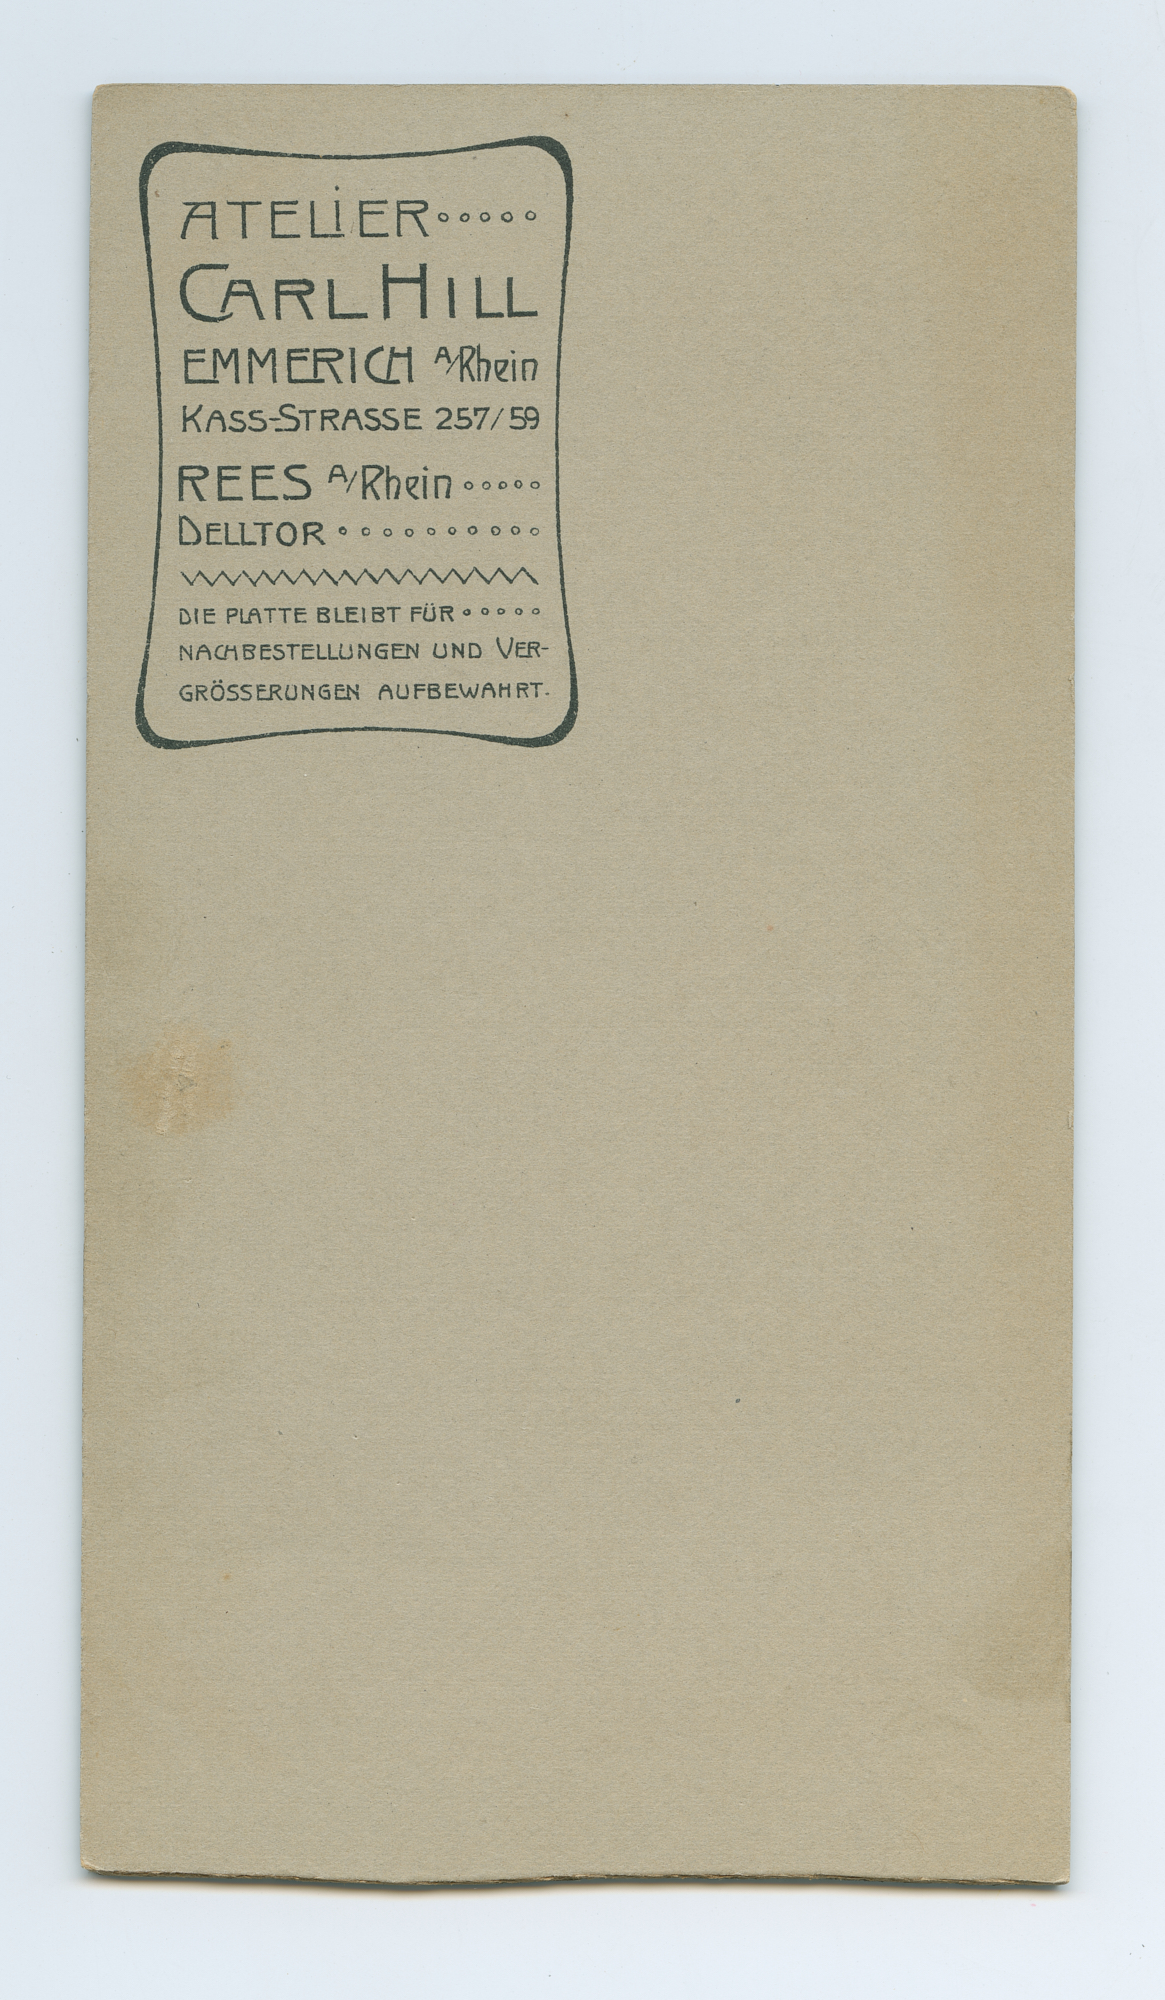 ATELIER
CARL HILL
EMMERICH A/Rhein
KASS-STRASSE 257/59
REES A/Rhein
DELLTOR
DIE PLATTE BLEIBT FÜR
NACHBESTELLUNGEN UND VER-
GRÖSSERUNGEN AUFBEWAHRT.